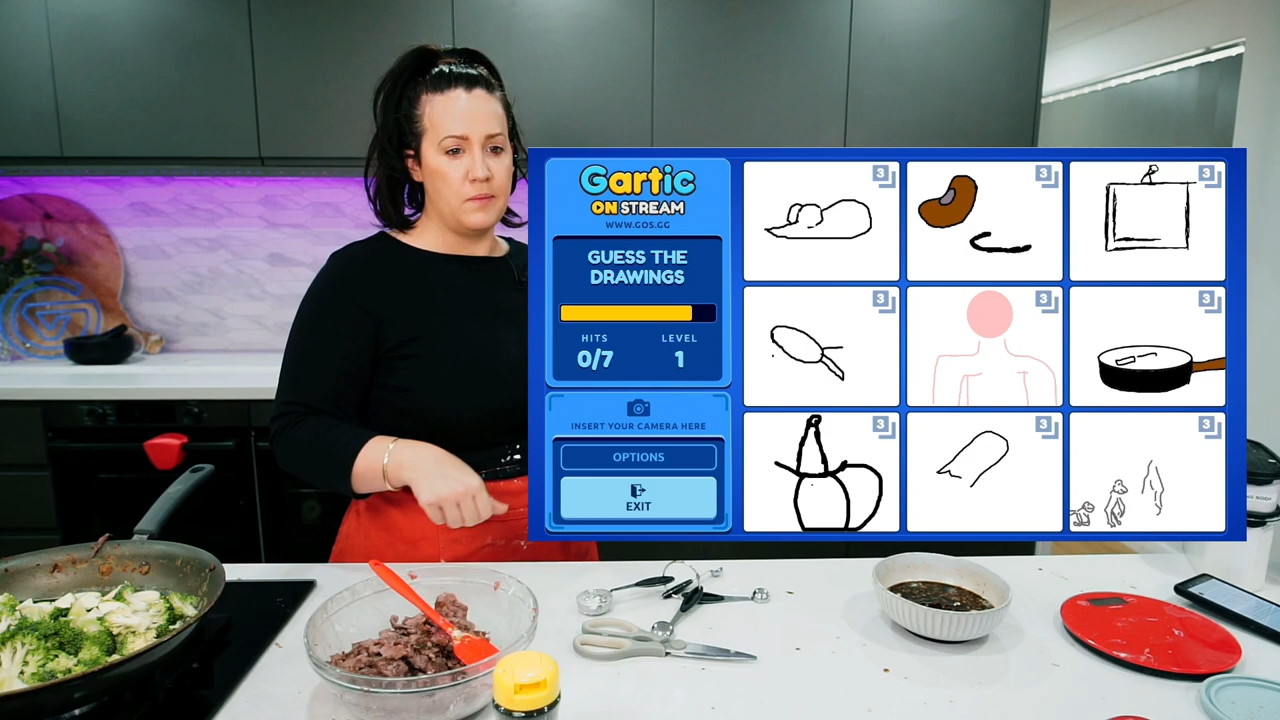 Gartic
ON STREAM
WWW.GOS.GG
GUESS THE
DRAWINGS
HITS
LEVEL
0/7
1
INSERT YOUR CAMERA HERE
OPTIONS
EXIT
3
3
3
3
3
3
3
3
3